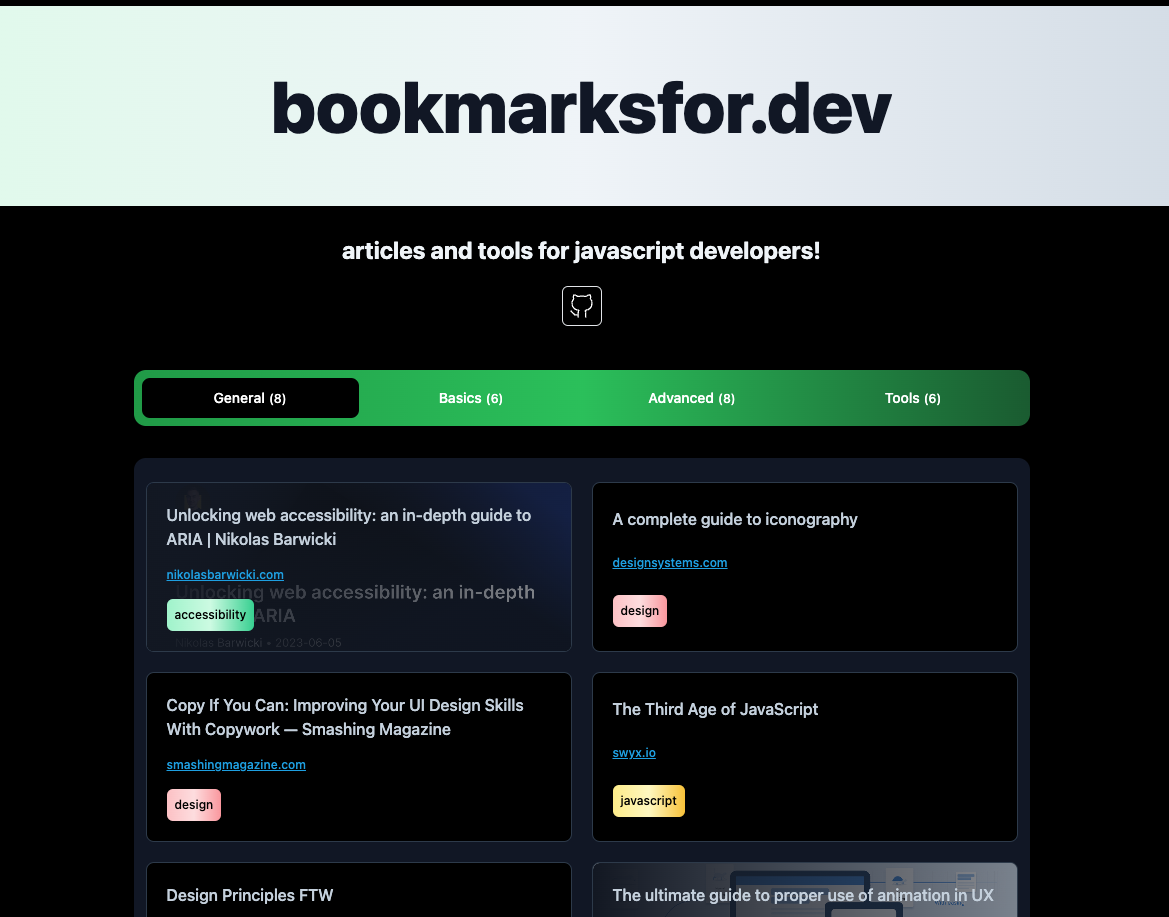 bookmarksfor.dev
articles and tools for javascript developers!
General (8)
Basics (6)
Advanced (8)
Tools (6)
Unlocking web accessibility: an in-depth guide to
ARIA | Nikolas Barwicki
nikolasbarwicki.com
Unlocking web accessibility: an in-depth
ARIA
accessibility
Nikolas Barwicki • 2023-06-05
A complete guide to iconography
designsystems.com
design
Copy If You Can: Improving Your UI Design Skills
With Copywork — Smashing Magazine
smashingmagazine.com
design
The Third Age of JavaScript
swyx.io
javascript
Design Principles FTW
The ultimate guide to proper use of animation in UX